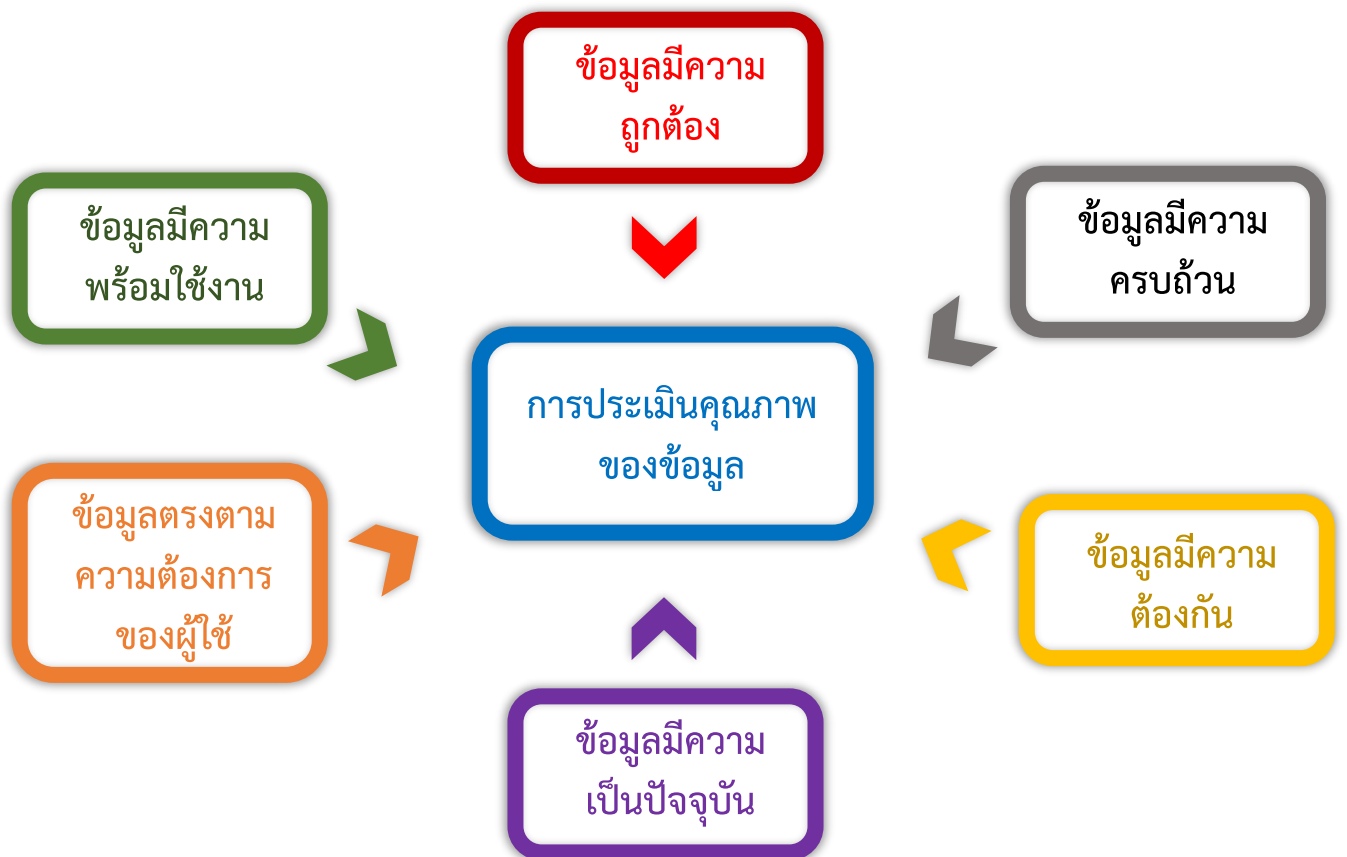 ข้อมูลมีความ
ถูกต้อง
ข้อมูลมีความ
พร้อมใช้งาน
ข้อมูลมีความ
ครบถ้วน
การประเมินคุณภาพ
ของข้อมูล
ข้อมูลตรงตาม
ความต้องการ
ของผู้ใช้
ข้อมูลมีความ
ต้องกัน
ข้อมูลมีความ
เป็นปัจจุบัน